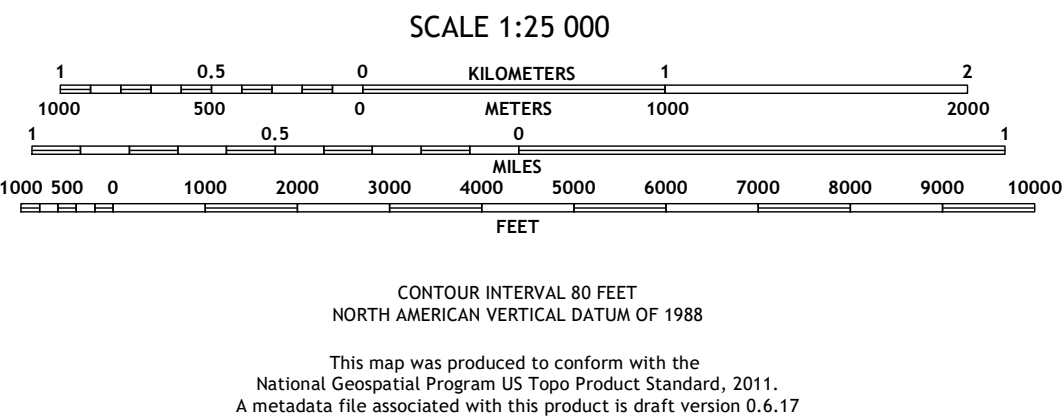 SCALE 1:25 000
1 0.5 0 KILOMETERS 1 2
1000 500 0 METERS 1000 2000
1 0.5 0 1
MILES
1000 500 0 1000 2000 3000 4000 5000 6000 7000 8000 9000 10000
FEET
CONTOUR INTERVAL 80 FEET
NORTH AMERICAN VERTICAL DATUM OF 1988
This map was produced to conform with the
National Geospatial Program US Topo Product Standard, 2011.
A metadata file associated with this product is draft version 0.6.17